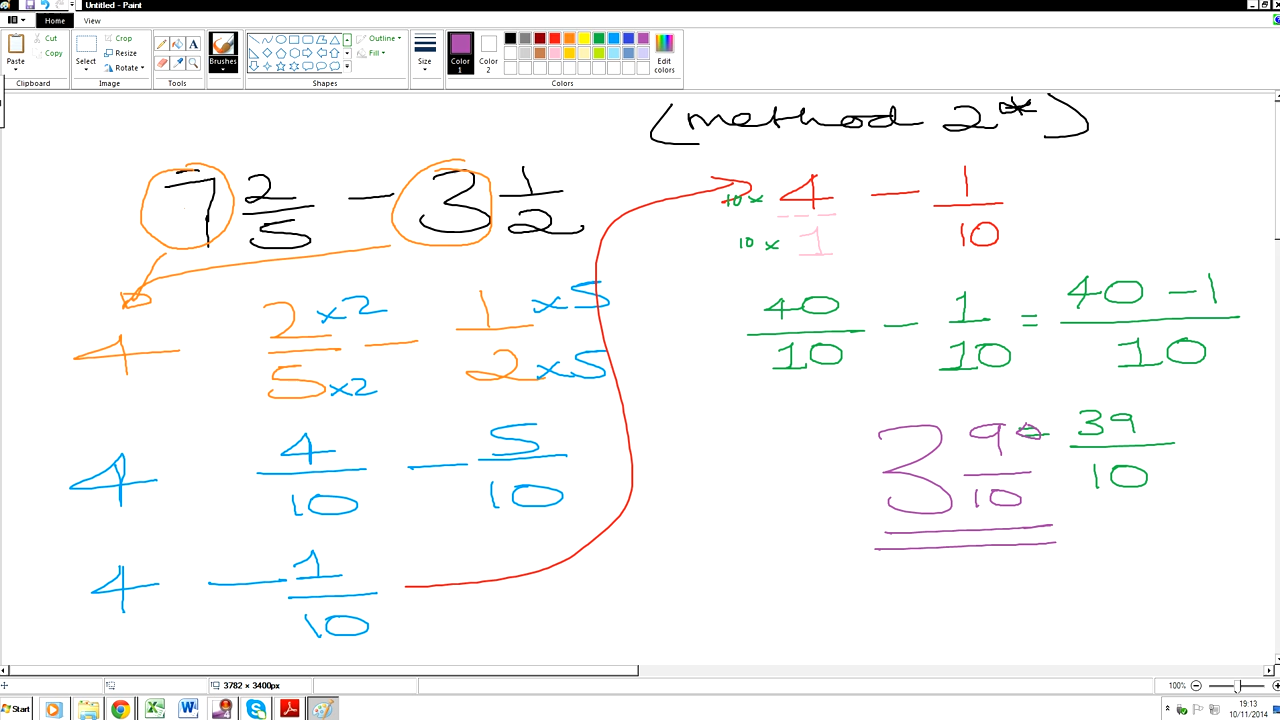 Untitled - Paint
Home View
Paste
Cut
Copy
Clipboard
Select
Crop
Resize
Rotate
Image
A
Tools
Brushes
Outline
Fill
Shapes
Size
Color 1
Color 2
Edit colors
Colors
(method 2*)
7 2/5 − 3 1/2
4 2×2/5×2 − 1×5/2×5
4 4/10 − 5/10
4 − 1/10
10 × 4 − 1/10
10 × 1
40/10 − 1/10 = 40 − 1/10
3 9/10 = 39/10
3782 × 3400px
100%
Start
19:13
10/11/2014